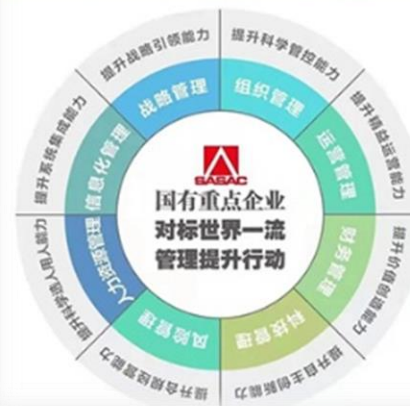 SASAC
国有重点企业
对标世界一流
管理提升行动
战略管理
提升战略引领能力
组织管理
提升科学管控能力
运营管理
提升精益运营能力
财务管理
提升价值创造能力
科技管理
提升自主创新能力
风险管理
提升合规经营能力
人力资源管理
提升科学选人用人能力
信息化管理
提升系统集成能力